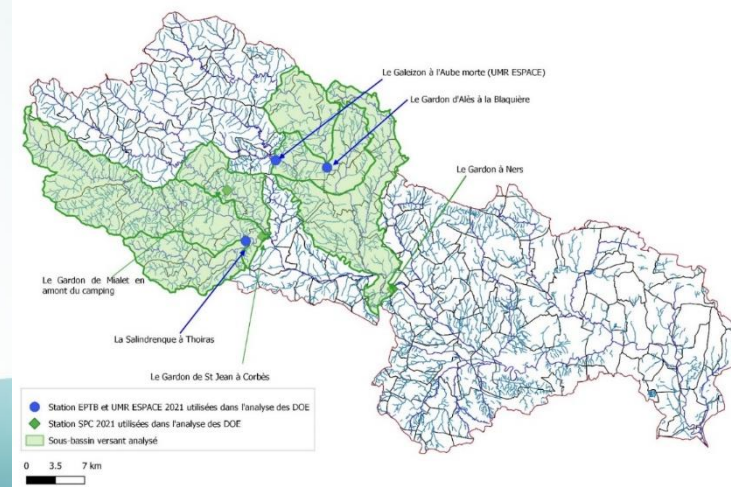 Le Galeizon à l'Aube morte (UMR ESPACE)
Le Gardon d'Alès à la Blaquière
Le Gardon à Ners
Le Gardon de Mialet en
amont du camping
La Salindrenque à Thoiras
Le Gardon de St Jean à Corbès
Station EPTB et UMR ESPACE 2021 utilisées dans l'analyse des DOE
Station SPC 2021 utilisées dans l'analyse des DOE
Sous-bassin versant analysé
0 3.5 7 km